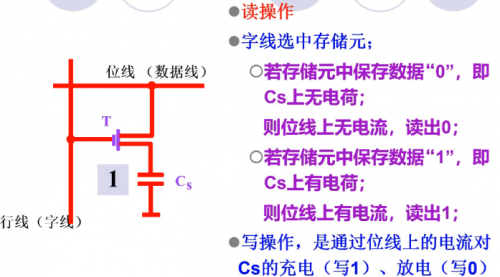 ●读操作
●字线选中存储元；
○若存储元中保存数据“0”，即
Cs上无电荷；
则位线上无电流，读出0；
○若存储元中保存数据“1”，即
Cs上有电荷；
则位线上有电流，读出1；
●写操作，是通过位线上的电流对
Cs的充电（写1）、放电（写0）
位线 （数据线）
T
1
Cs
行线（字线）